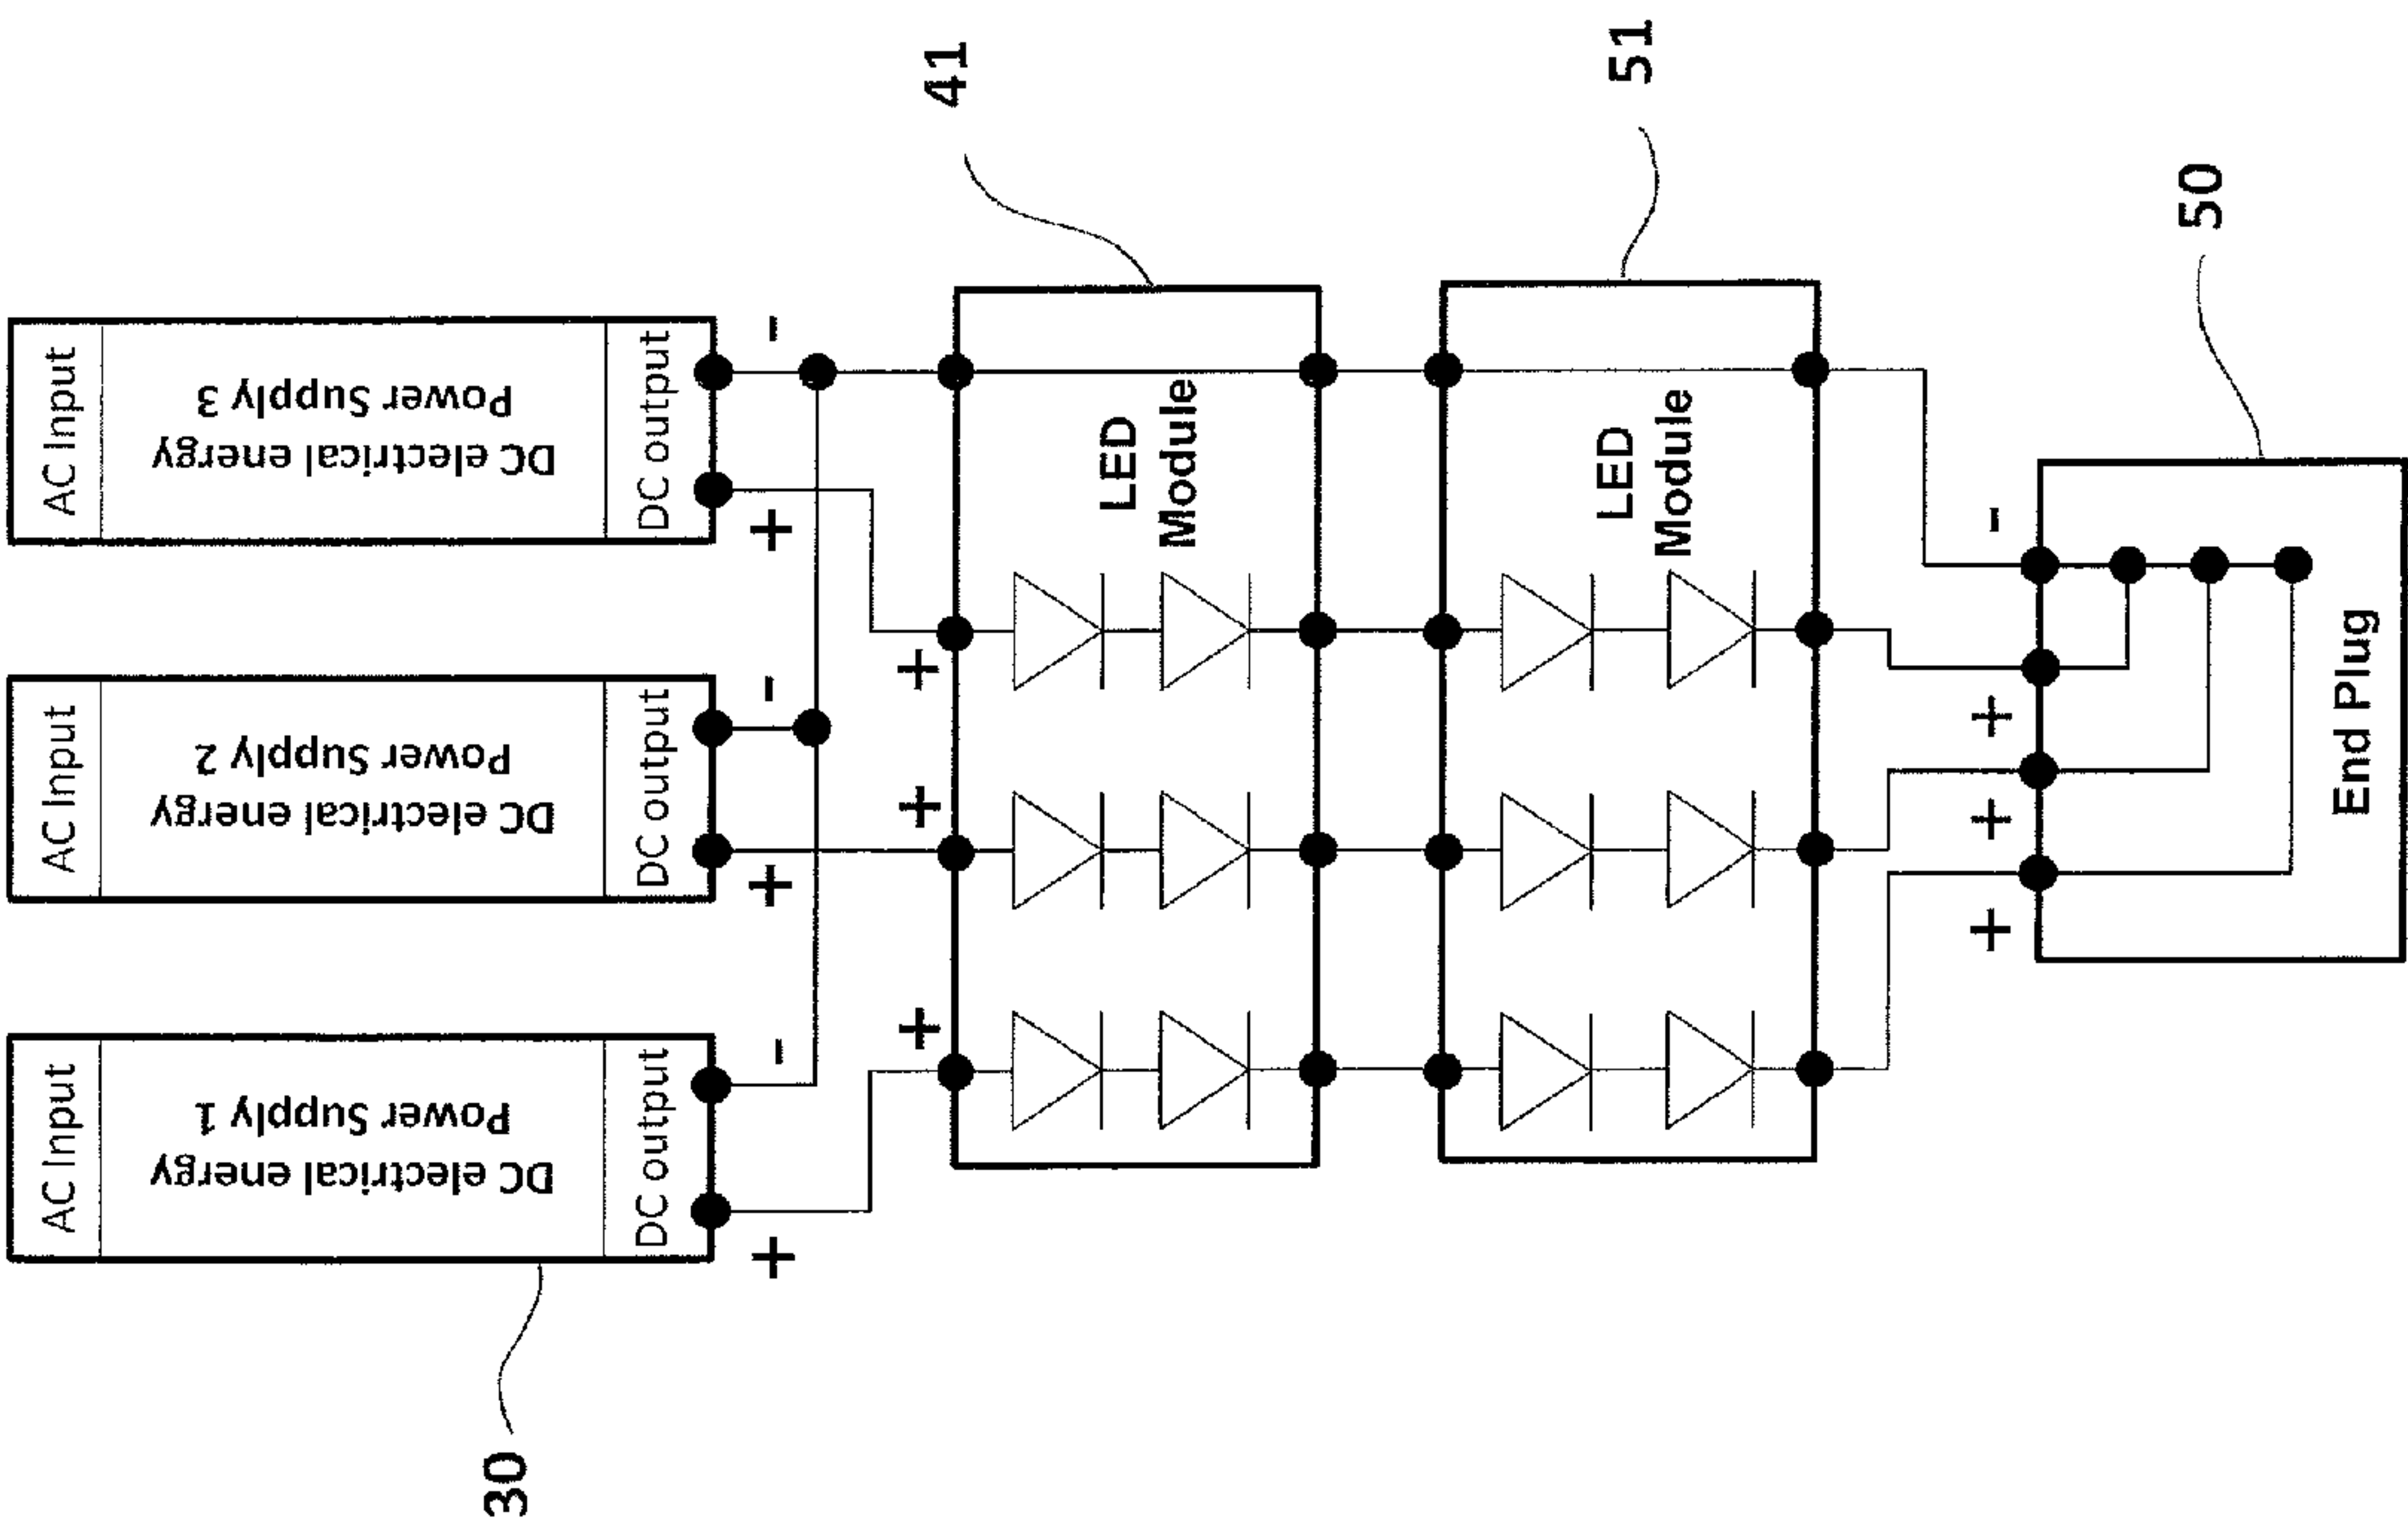 AC Input
DC electrical energy
Power Supply 1
DC output
+
-
AC Input
DC electrical energy
Power Supply 2
DC output
+
-
AC Input
DC electrical energy
Power Supply 3
DC output
+
-
30
+
+
+
LED
Module
41
LED
Module
51
+
+
+
-
End Plug
50